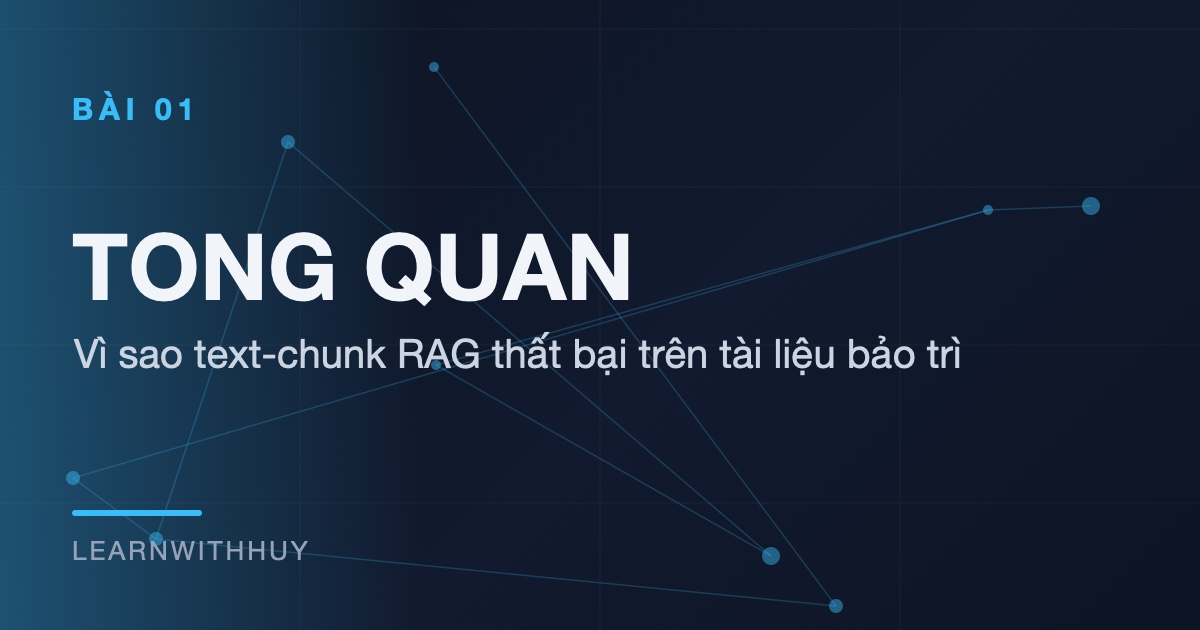 BÀI 01
TONG QUAN
Vì sao text-chunk RAG thất bại trên tài liệu bảo trì
LEARNWITHHUY